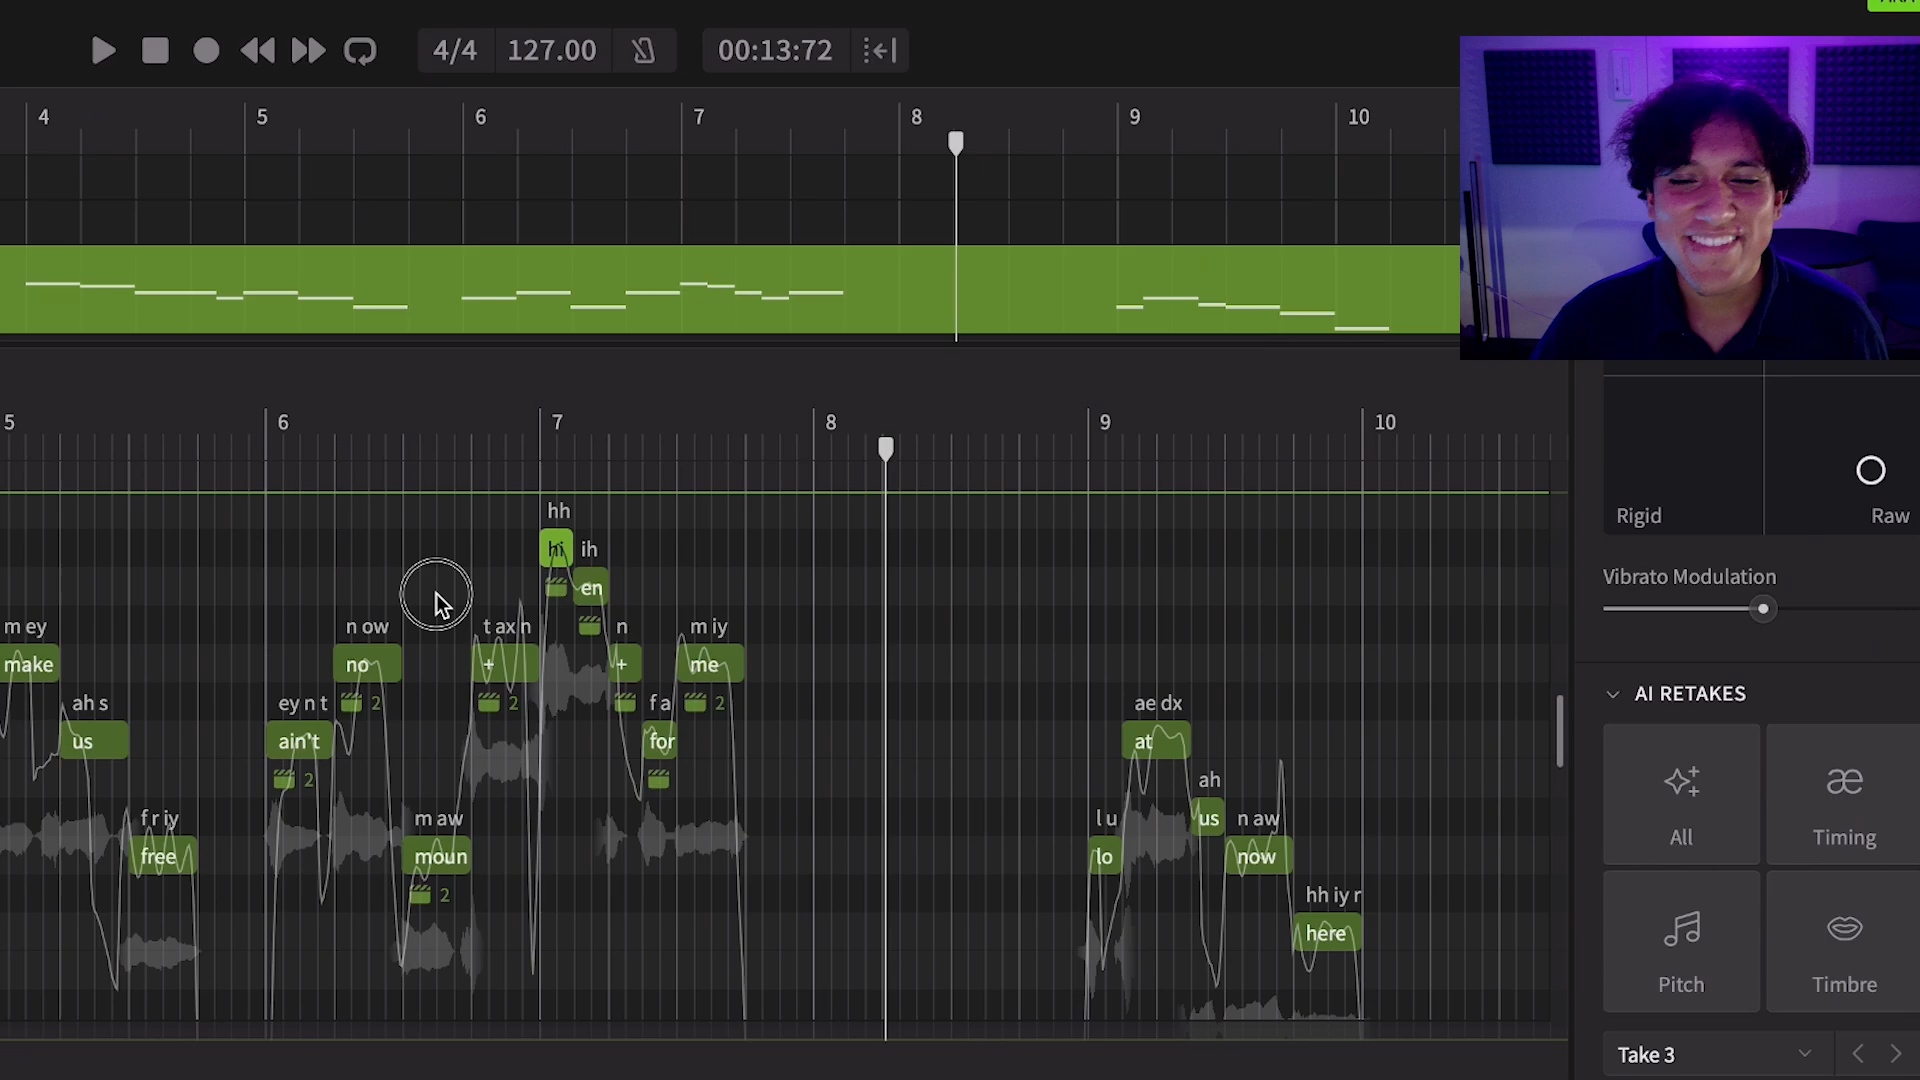 4/4 127.00 00:13:72
4 5 6 7 8 9 10
5 6 7 8 9 10
hh
hi ih
en
m ey n ow t ax h n m iy
make no + + me
ah s ey n t 2 2 f a 2 ae dx
us ain't for at
2 ah
f r iy m aw l u us n aw
free moun lo now
2 hh iy r
here
Rigid Raw
Vibrato Modulation
AI RETAKES
All Timing
Pitch Timbre
Take 3